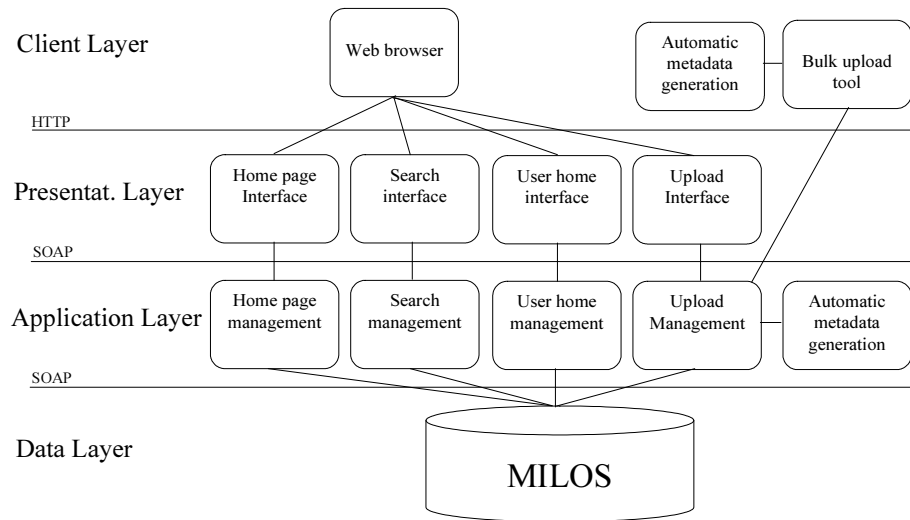 Client Layer
Web browser
Automatic
metadata
generation
Bulk upload
tool
HTTP
Presentat. Layer
Home page
Interface
Search
interface
User home
interface
Upload
Interface
SOAP
Application Layer
Home page
management
Search
management
User home
management
Upload
Management
Automatic
metadata
generation
SOAP
Data Layer
MILOS